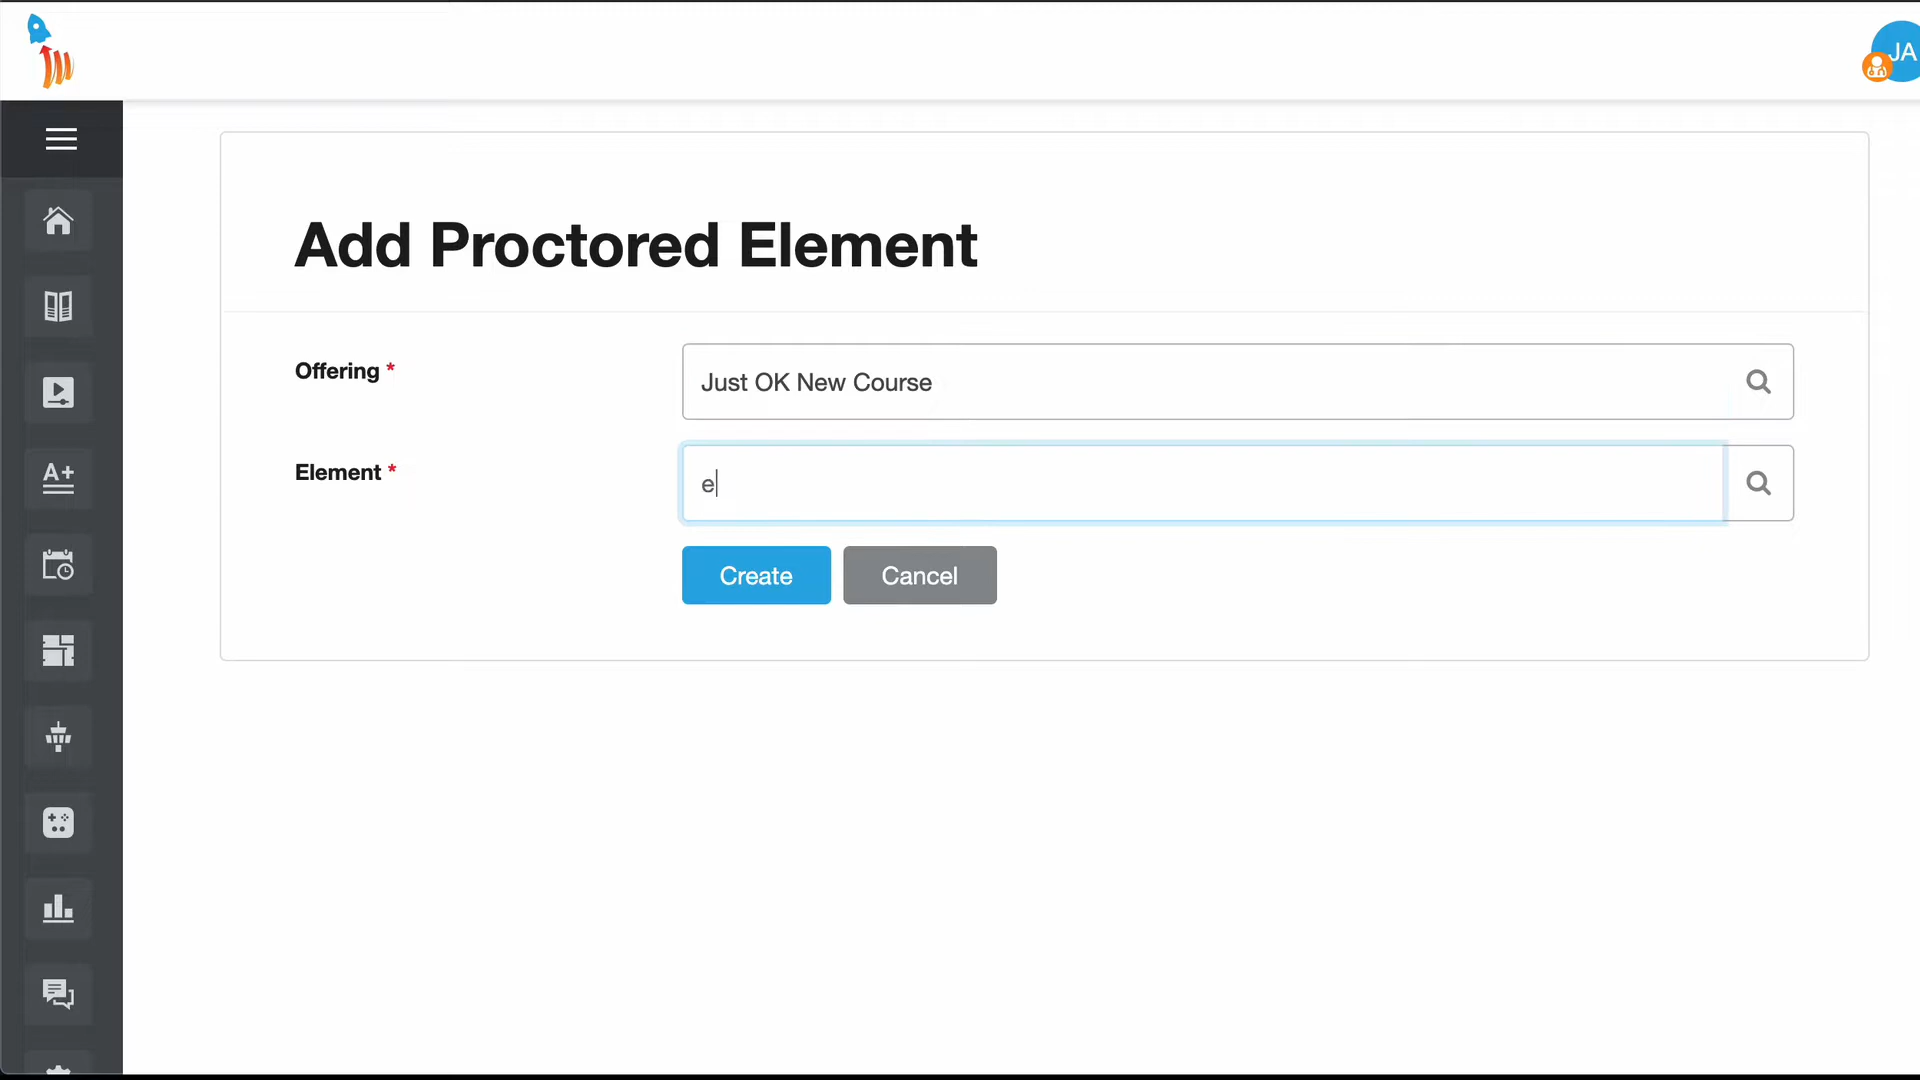 JA
Add Proctored Element
Offering *
Just OK New Course
Element *
e
Create
Cancel
A+